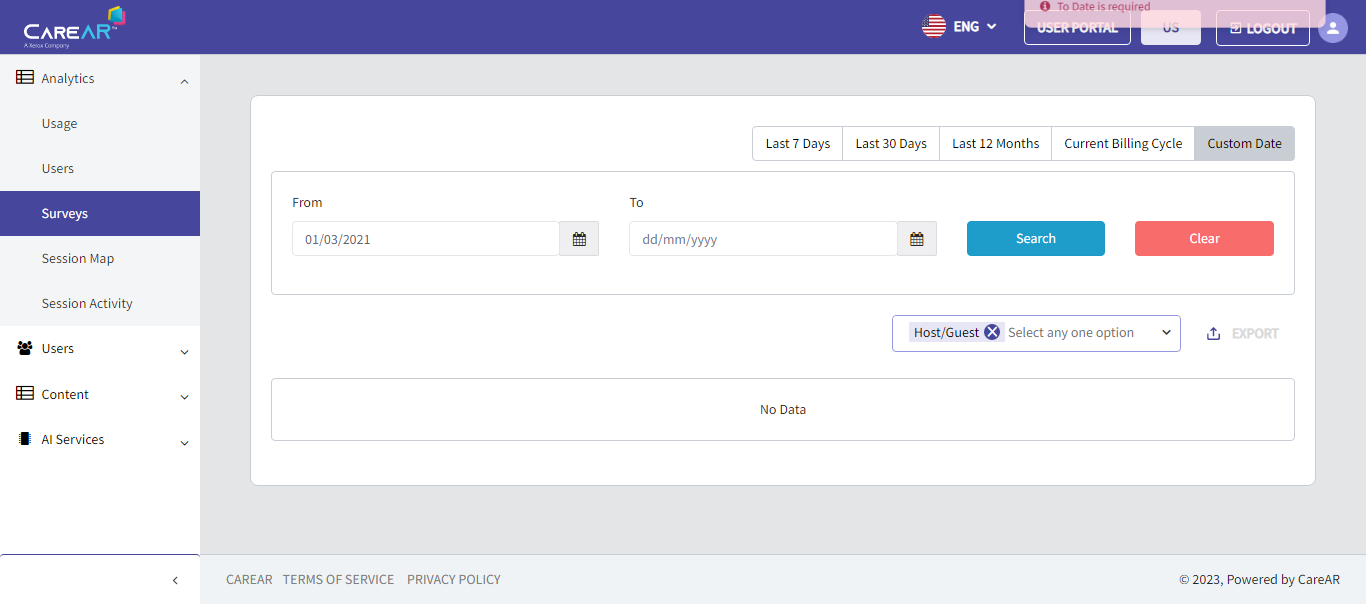 CAREAR™
A Xerox Company
ENG
To Date is required
USER PORTAL
US
LOGOUT
Analytics
Usage
Users
Surveys
Session Map
Session Activity
Users
Content
AI Services
Last 7 Days
Last 30 Days
Last 12 Months
Current Billing Cycle
Custom Date
From
To
01/03/2021
dd/mm/yyyy
Search
Clear
Host/Guest
Select any one option
EXPORT
No Data
CAREAR
TERMS OF SERVICE
PRIVACY POLICY
© 2023, Powered by CareAR